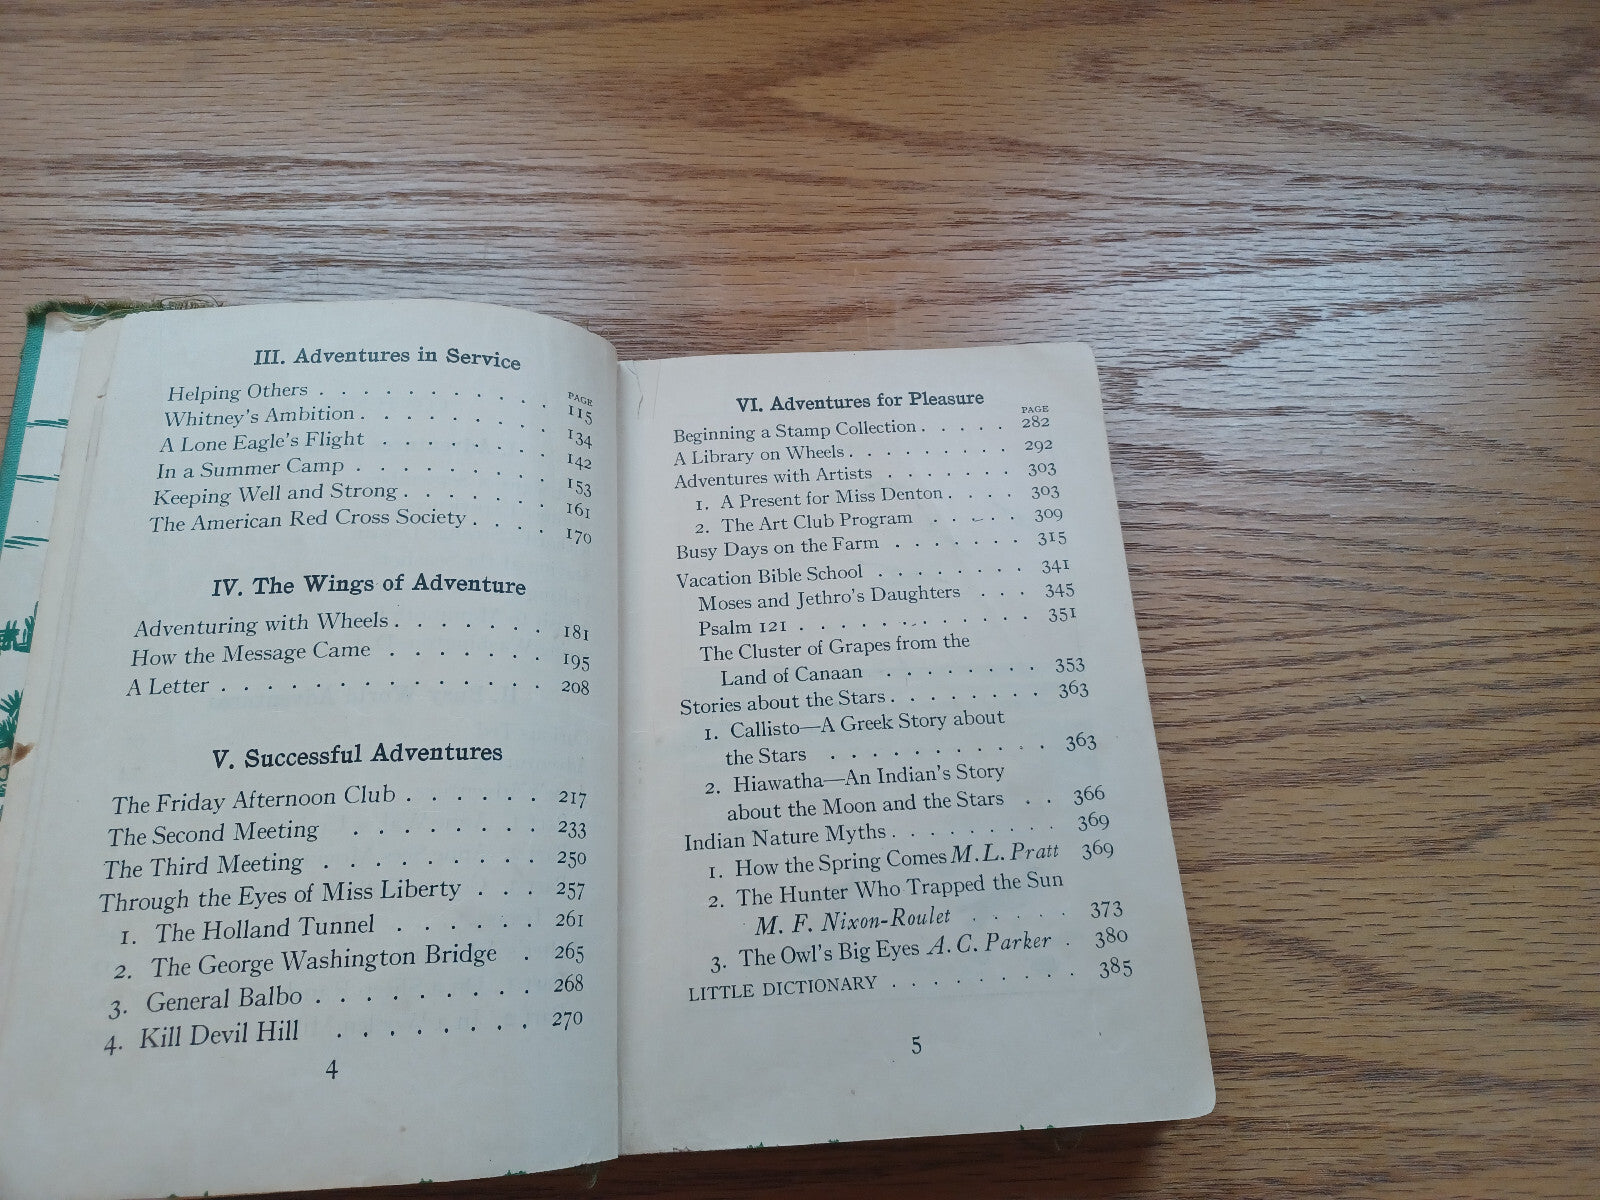 III. Adventures in Service
PAGE
Helping Others . . . . . . . . . . . 115
Whitney's Ambition . . . . . . . . . 134
A Lone Eagle's Flight . . . . . . . . 142
In a Summer Camp . . . . . . . . . 153
Keeping Well and Strong . . . . . . . 161
The American Red Cross Society . . . . 170
IV. The Wings of Adventure
Adventuring with Wheels . . . . . . . 181
How the Message Came . . . . . . . 195
A Letter . . . . . . . . . . . . . . 208
V. Successful Adventures
The Friday Afternoon Club . . . . . . 217
The Second Meeting . . . . . . . . 233
The Third Meeting . . . . . . . . . 250
Through the Eyes of Miss Liberty . . . 257
1. The Holland Tunnel . . . . . . 261
2. The George Washington Bridge . 265
3. General Balbo . . . . . . . . . 268
4. Kill Devil Hill . . . . . . . . 270
4
VI. Adventures for Pleasure
PAGE
Beginning a Stamp Collection . . . . . 282
A Library on Wheels . . . . . . . . . 292
Adventures with Artists . . . . . . . 303
1. A Present for Miss Denton . . . . 303
2. The Art Club Program . . . . 309
Busy Days on the Farm . . . . . . . 315
Vacation Bible School . . . . . . . . 341
Moses and Jethro's Daughters . . . 345
Psalm 121 . . . . . . . . . . . . 351
The Cluster of Grapes from the
Land of Canaan . . . . . . . 353
Stories about the Stars . . . . . . . . 363
1. Callisto—A Greek Story about
the Stars . . . . . . . . . . 363
2. Hiawatha—An Indian's Story
about the Moon and the Stars . . 366
Indian Nature Myths . . . . . . . . . 369
1. How the Spring Comes M. L. Pratt 369
2. The Hunter Who Trapped the Sun
M. F. Nixon-Roulet . . . . . 373
3. The Owl's Big Eyes A. C. Parker . 380
LITTLE DICTIONARY . . . . . . . . . 385
5